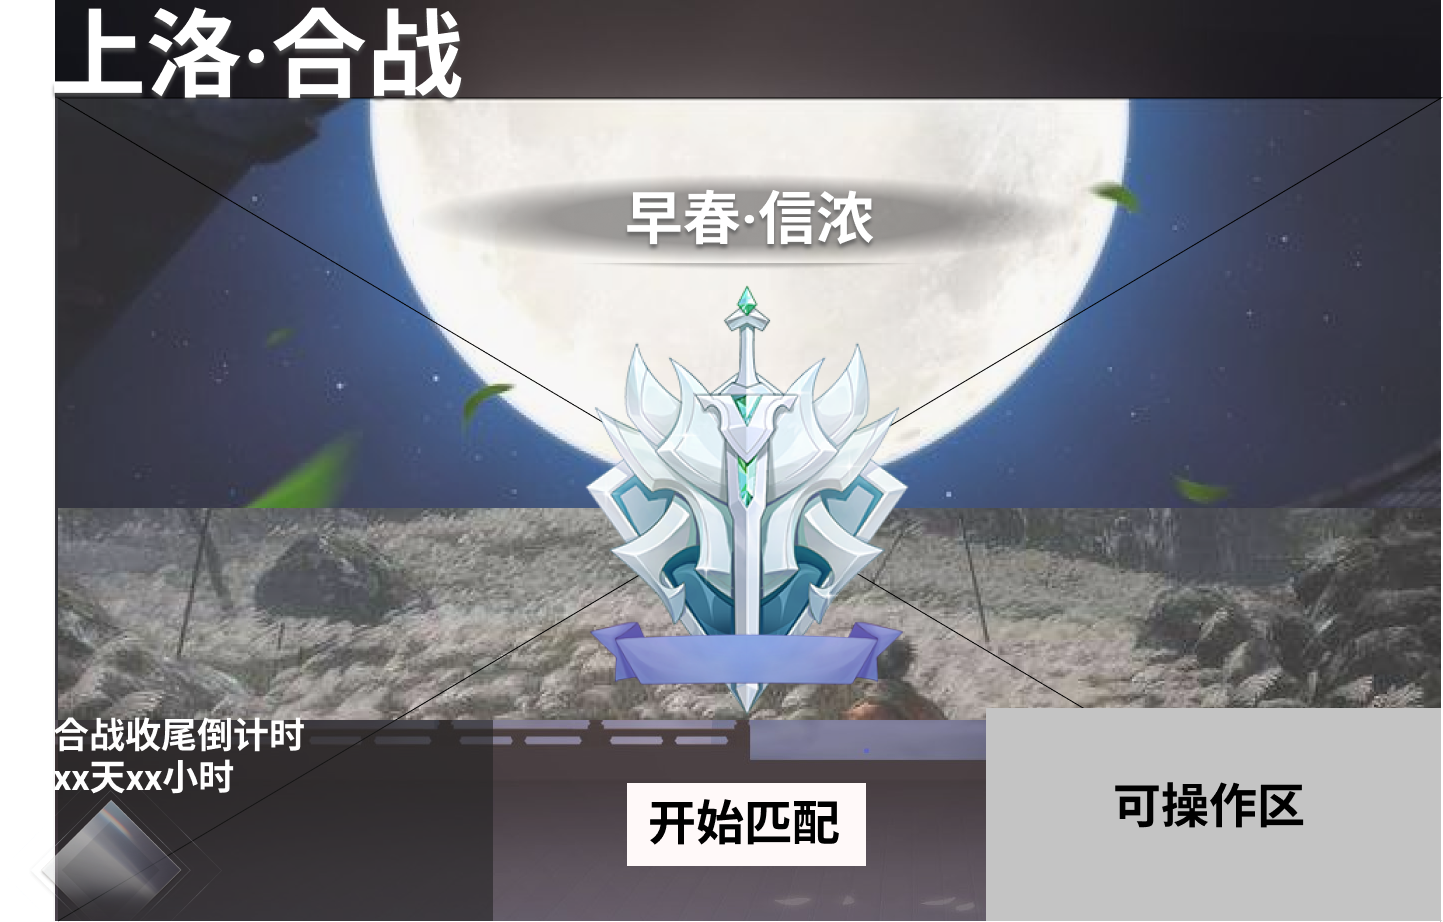 上洛·合战
早春·信浓
合战收尾倒计时
xx天xx小时
开始匹配
可操作区